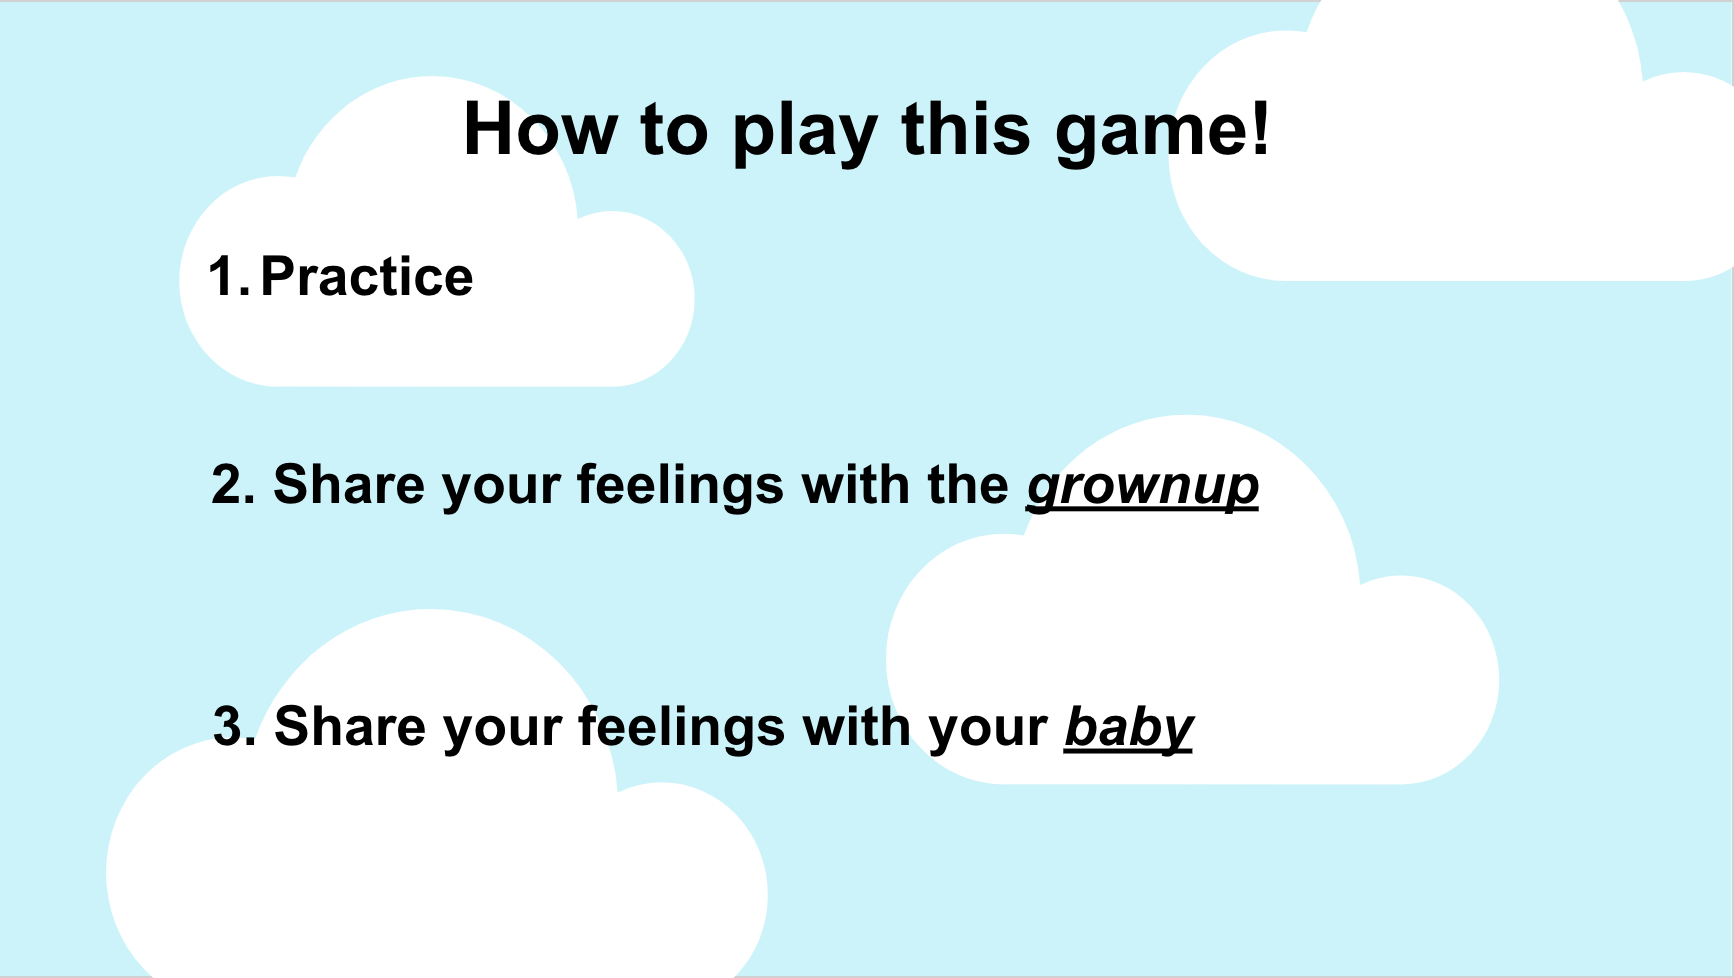 How to play this game!
1. Practice
2. Share your feelings with the grownup
3. Share your feelings with your baby